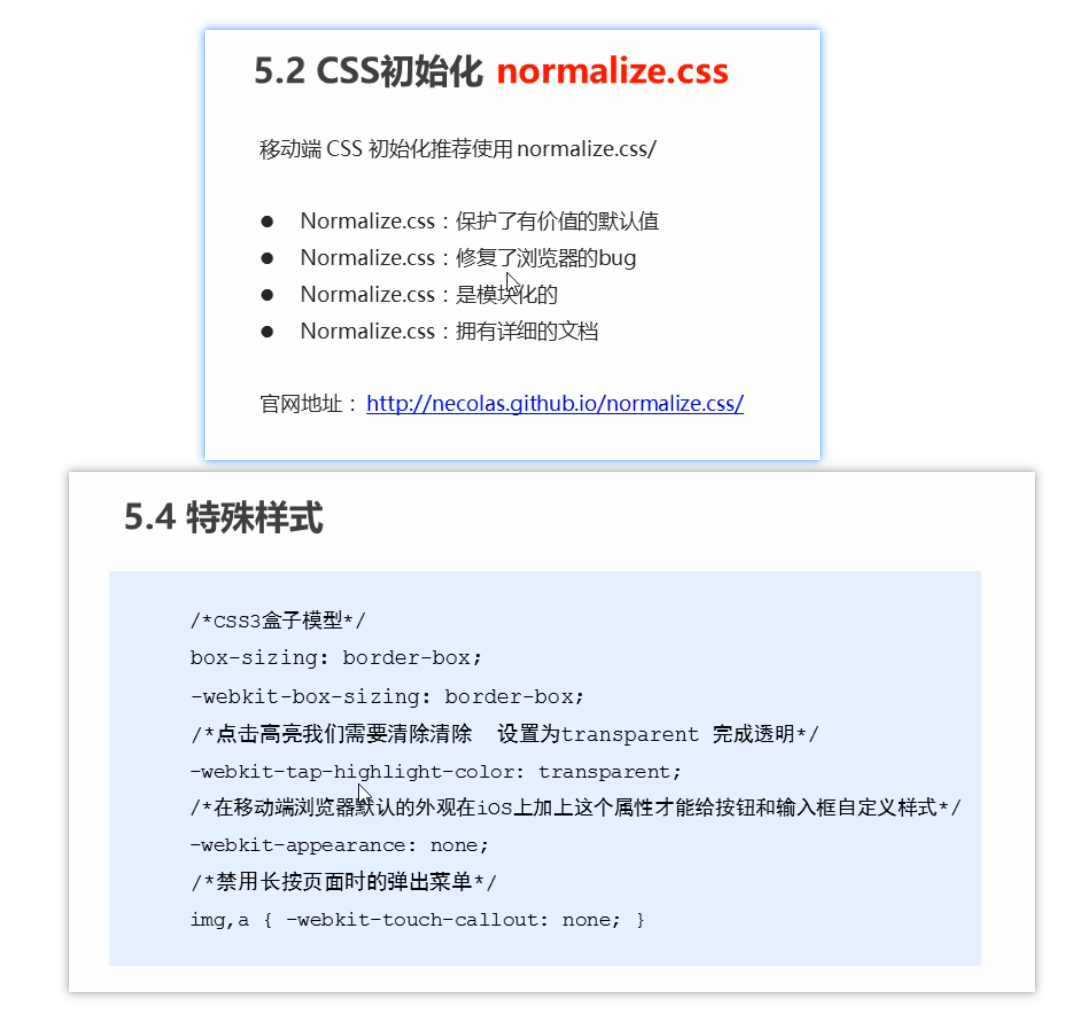 5.2 CSS初始化 normalize.css
移动端 CSS 初始化推荐使用 normalize.css/
● Normalize.css：保护了有价值的默认值
● Normalize.css：修复了浏览器的bug
● Normalize.css：是模块化的
● Normalize.css：拥有详细的文档
官网地址： http://necolas.github.io/normalize.css/
5.4 特殊样式
/*CSS3盒子模型*/
box-sizing: border-box;
-webkit-box-sizing: border-box;
/*点击高亮我们需要清除清除 设置为transparent 完成透明*/
-webkit-tap-highlight-color: transparent;
/*在移动端浏览器默认的外观在iOS上加上这个属性才能给按钮和输入框自定义样式*/
-webkit-appearance: none;
/*禁用长按页面时的弹出菜单*/
img,a { -webkit-touch-callout: none; }